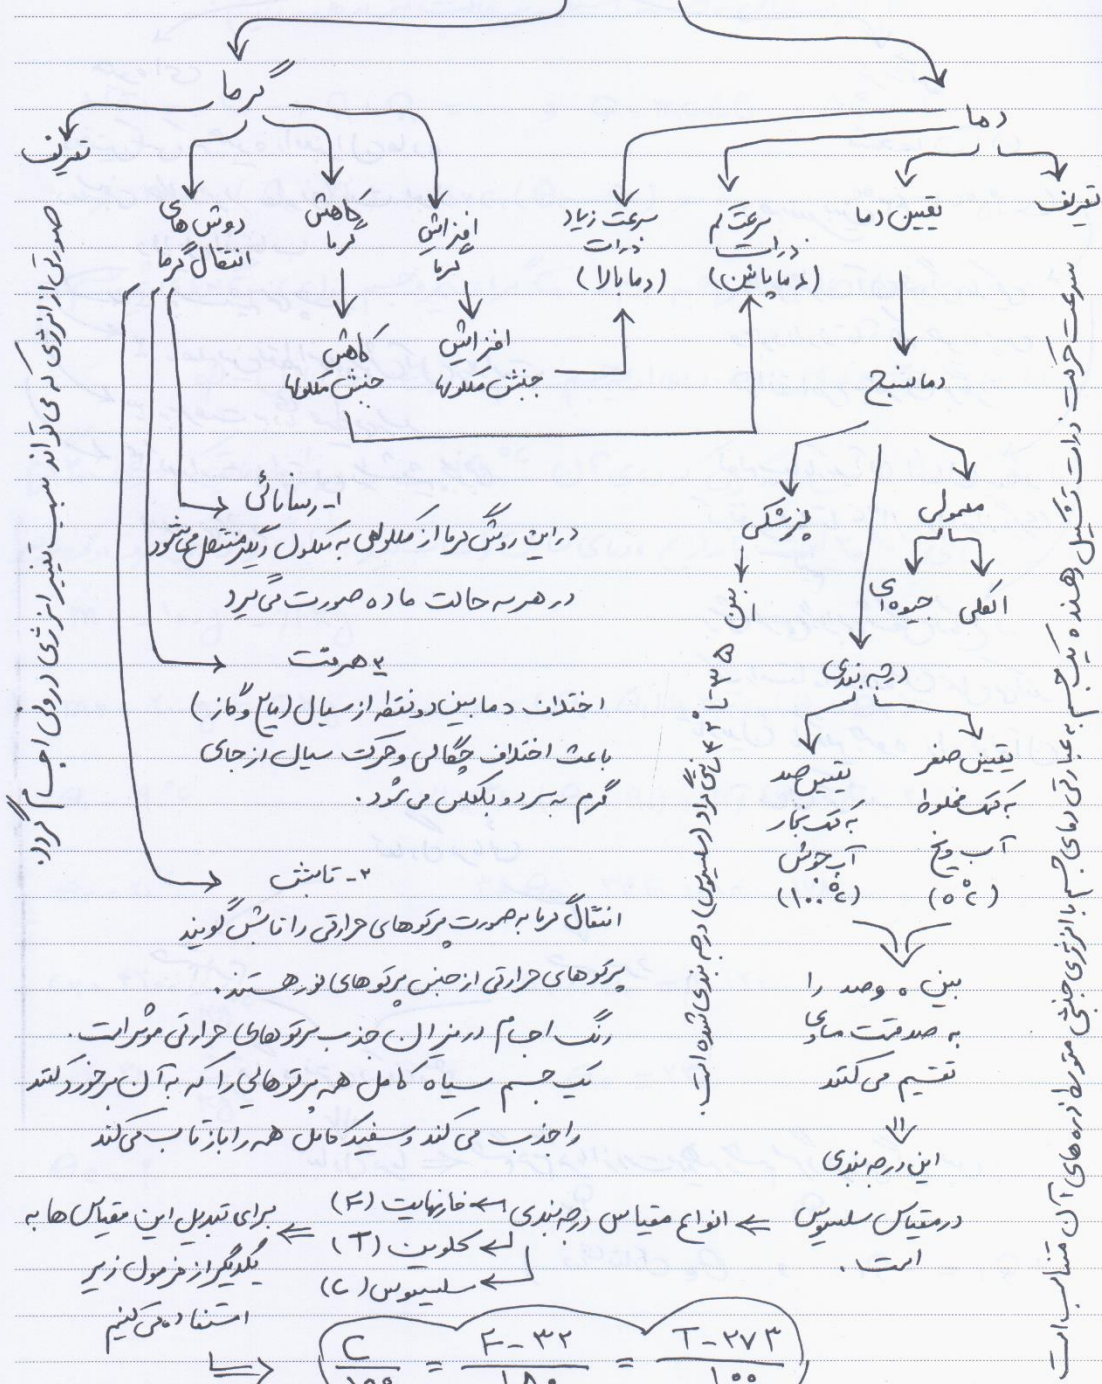 گرما
دما
تعریف
روش های
انتقال گرما
کاهش
گرما
افزایش
گرما
سرعت زیاد
ذرات
(دما بالا)
سرعت کم
ذرات
(دما پائین)
تعیین دما
تعریف
کاهش
جنبش مولکولها
افزایش
جنبش مولکولها
دماسنج
پزشکی
معمولی
جیوه ای
الکلی
بین ۳۵ تا ۴۲ سانتی گراد (سلسیوس) درجه بندی شده است.
درجه بندی
تعیین صفر
به کمک مخلوط
آب و یخ
(۰°c)
تعیین صد
به کمک بخار
آب جوش
(۱۰۰°c)
بین ۰ و صد را
به صد قسمت مساوی
تقسیم می کنند
این درجه بندی
در مقیاس سلسیوس
است.
سرعت حرکت ذرات تشکیل دهنده یک جسم به عبارتی دمای جسم با انرژی جنبشی متوسط ذره های آن متناسب است
صورتی از انرژی که می تواند سبب تغییر انرژی درونی اجسام گردد.
۱- رسانائی
در این روش گرما از مولکولی به مولکول دیگر منتقل می شود
در هر سه حالت ماده صورت می گیرد
۲ همرفت
اختلاف دما بین دو نقطه از سیال (مایع و گاز)
باعث اختلاف چگالی و حرکت سیال از جای
گرم به سرد و بلعکس می شود.
۳- تابش
انتقال گرما به صورت پرتوهای حرارتی را تابش گویند
پرتوهای حرارتی از جنس پرتوهای نور هستند.
رنگ اجسام در میزان جذب پرتوهای حرارتی موثر است.
یک جسم سیاه کامل همه پرتوهایی را که به آن برخورد کنند
را جذب می کند و سفید کامل همه را بازتاب می کند
انواع مقیاس درجه بندی
فارنهایت (F)
کلوین (T)
سلسیوس (C)
برای تبدیل این مقیاس ها به
یکدیگر از فرمول زیر
استفاده می کنیم
C/۱۰۰ = F-۳۲/۱۸۰ = T-۲۷۳/۱۰۰